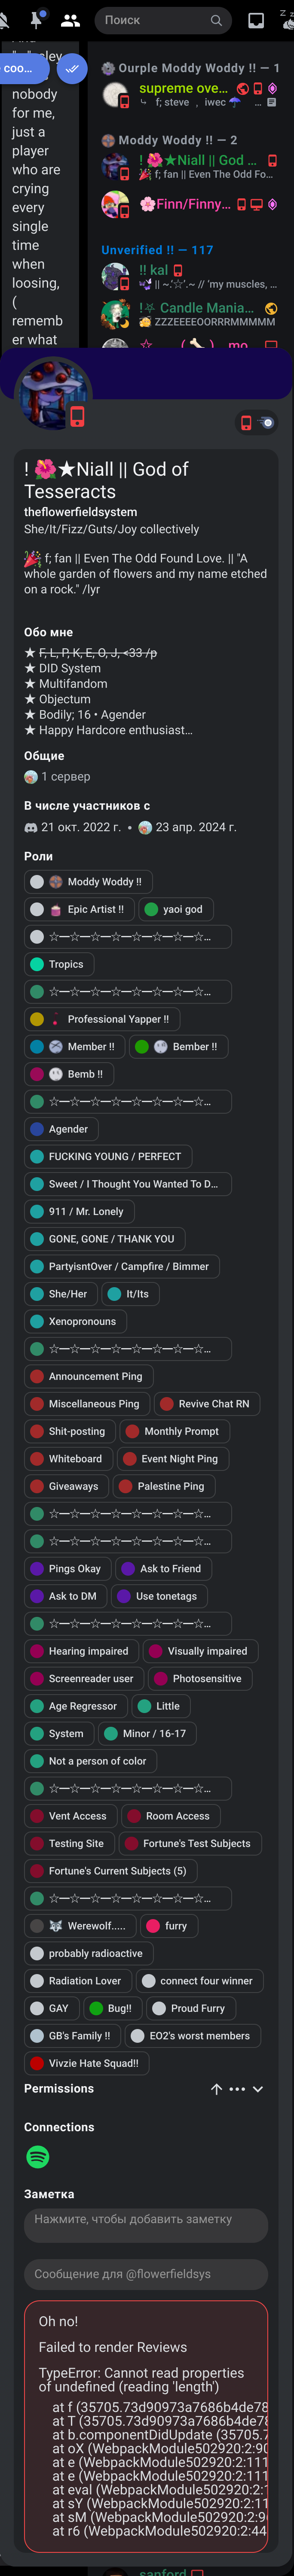 Поиск
# Ourple Moddy Woddy !! — 1
coo...
nobody
for me,
just a
player
who are
crying
every
single
time
when
loosing,
(
rememb
er what
supreme ove...
f; steve , iwec ☂ ...
Moddy Woddy !! — 2
! 🌺★Niall || God ...
🎉 f; fan || Even The Odd Fo...
🌸Finn/Finny...
Unverified !! — 117
!! kal
|| ~.'☆'.~ // 'my muscles, ...
Candle Mania...
ZZZEEEEOORRRMMMMM
! 🌺★Niall || God of
Tesseracts
theflowerfieldsystem
She/It/Fizz/Guts/Joy collectively
🎉 f; fan || Even The Odd Found Love. || "A
whole garden of flowers and my name etched
on a rock." /lyr
Обо мне
★ F, L, P, K, E, O, J, <33 /p
★ DID System
★ Multifandom
★ Objectum
★ Bodily; 16 • Agender
★ Happy Hardcore enthusiast...
Общие
1 сервер
В числе участников с
21 окт. 2022 г. • 23 апр. 2024 г.
Роли
Moddy Woddy !!
Epic Artist !! yaoi god
☆—☆—☆—☆—☆—☆—☆—☆...
Tropics
☆—☆—☆—☆—☆—☆—☆—☆...
Professional Yapper !!
Member !! Bember !!
Bemb !!
☆—☆—☆—☆—☆—☆—☆—☆...
Agender
FUCKING YOUNG / PERFECT
Sweet / I Thought You Wanted To D...
911 / Mr. Lonely
GONE, GONE / THANK YOU
PartyisntOver / Campfire / Bimmer
She/Her It/Its
Xenopronouns
☆—☆—☆—☆—☆—☆—☆—☆...
Announcement Ping
Miscellaneous Ping Revive Chat RN
Shit-posting Monthly Prompt
Whiteboard Event Night Ping
Giveaways Palestine Ping
☆—☆—☆—☆—☆—☆—☆—☆...
☆—☆—☆—☆—☆—☆—☆—☆...
Pings Okay Ask to Friend
Ask to DM Use tonetags
☆—☆—☆—☆—☆—☆—☆—☆...
Hearing impaired Visually impaired
Screenreader user Photosensitive
Age Regressor Little
System Minor / 16-17
Not a person of color
☆—☆—☆—☆—☆—☆—☆—☆...
Vent Access Room Access
Testing Site Fortune's Test Subjects
Fortune's Current Subjects (5)
☆—☆—☆—☆—☆—☆—☆—☆...
Werewolf..... furry
probably radioactive
Radiation Lover connect four winner
GAY Bug!! Proud Furry
GB's Family !! EO2's worst members
Vivzie Hate Squad!!
Permissions
Connections
Заметка
Нажмите, чтобы добавить заметку
Сообщение для @flowerfieldsys
Oh no!
Failed to render Reviews
TypeError: Cannot read properties
of undefined (reading 'length')
at f (35705.73d90973a7686b4de78
at T (35705.73d90973a7686b4de78
at b.componentDidUpdate (35705.7
at oX (WebpackModule502920:2:90
at e (WebpackModule502920:2:111
at e (WebpackModule502920:2:111
at eval (WebpackModule502920:2:
at sY (WebpackModule502920:2:11
at sM (WebpackModule502920:2:9
at r6 (WebpackModule502920:2:44
sanford